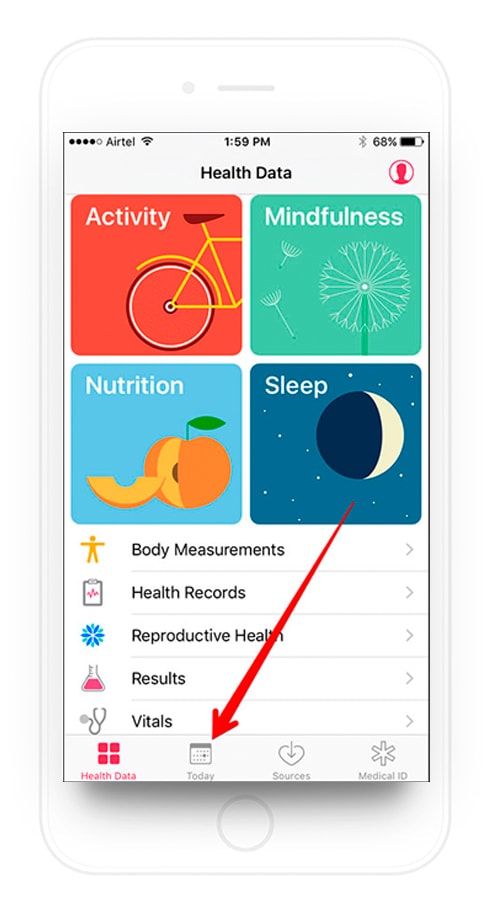 Airtel 1:59 PM 68%
Health Data
Activity Mindfulness
Nutrition Sleep
Body Measurements
Health Records
Reproductive Health
Results
Vitals
Health Data Today Sources Medical ID